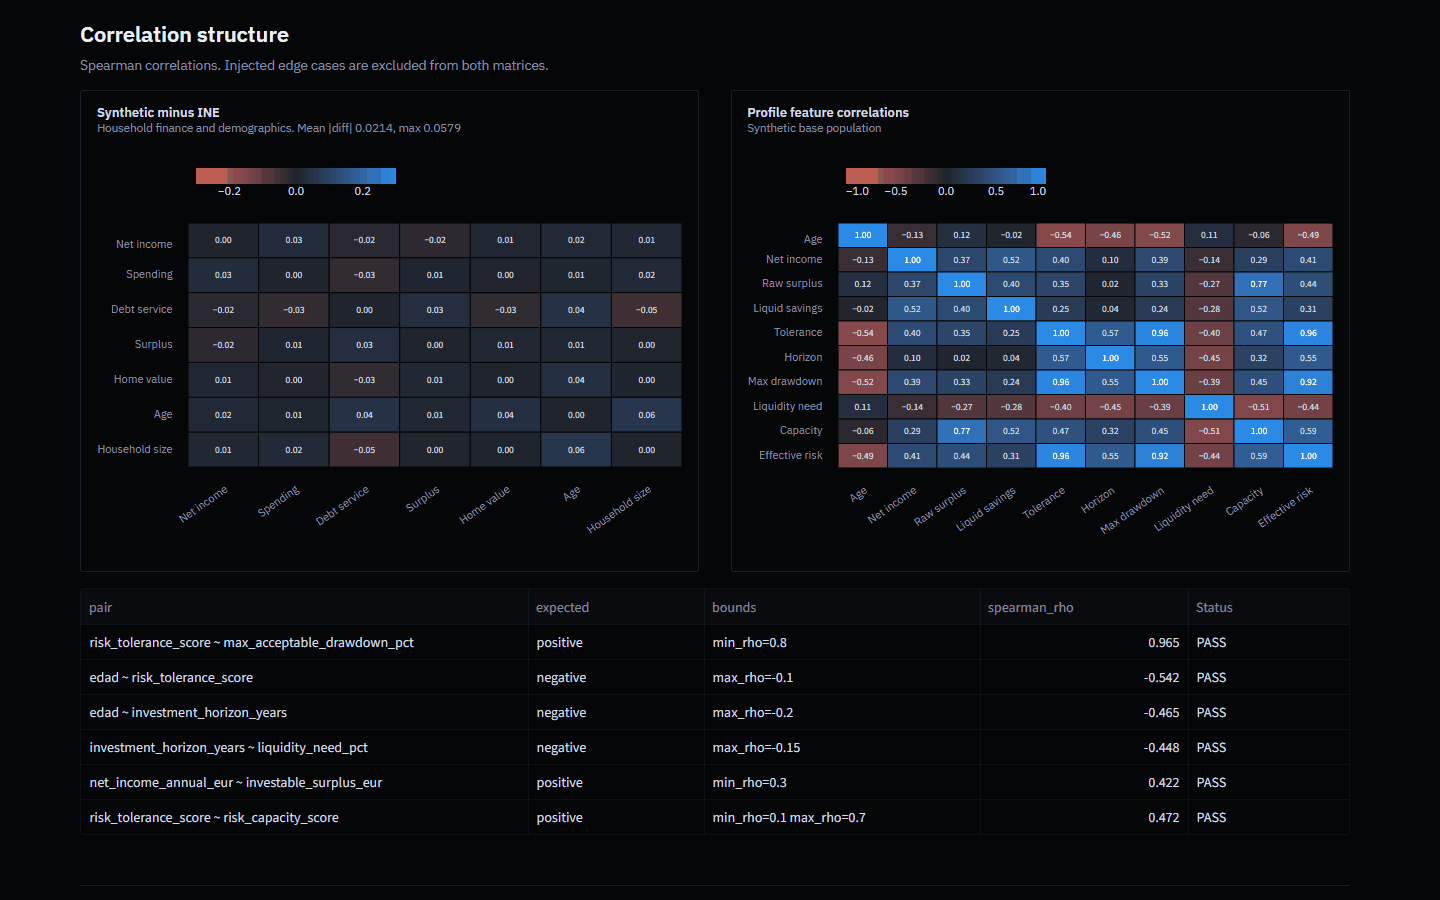 Correlation structure
Spearman correlations. Injected edge cases are excluded from both matrices.
Synthetic minus INE
Household finance and demographics. Mean |diff| 0.0214, max 0.0579
−0.2 0.0 0.2
Net income 0.00 0.03 −0.02 −0.02 0.01 0.02 0.01
Spending 0.03 0.00 −0.03 0.01 0.00 0.01 0.02
Debt service −0.02 −0.03 0.00 0.03 −0.03 0.04 −0.05
Surplus −0.02 0.01 0.03 0.00 0.01 0.01 0.00
Home value 0.01 0.00 −0.03 0.01 0.00 0.04 0.00
Age 0.02 0.01 0.04 0.01 0.04 0.00 0.06
Household size 0.01 0.02 −0.05 0.00 0.00 0.06 0.00
Net income Spending Debt service Surplus Home value Age Household size
Profile feature correlations
Synthetic base population
−1.0 −0.5 0.0 0.5 1.0
Age 1.00 −0.13 0.12 −0.02 −0.54 −0.46 −0.52 0.11 −0.06 −0.49
Net income −0.13 1.00 0.37 0.52 0.40 0.10 0.39 −0.14 0.29 0.41
Raw surplus 0.12 0.37 1.00 0.40 0.35 0.02 0.33 −0.27 0.77 0.44
Liquid savings −0.02 0.52 0.40 1.00 0.25 0.04 0.24 −0.28 0.52 0.31
Tolerance −0.54 0.40 0.35 0.25 1.00 0.57 0.96 −0.40 0.47 0.96
Horizon −0.46 0.10 0.02 0.04 0.57 1.00 0.55 −0.45 0.32 0.55
Max drawdown −0.52 0.39 0.33 0.24 0.96 0.55 1.00 −0.39 0.45 0.92
Liquidity need 0.11 −0.14 −0.27 −0.28 −0.40 −0.45 −0.39 1.00 −0.51 −0.44
Capacity −0.06 0.29 0.77 0.52 0.47 0.32 0.45 −0.51 1.00 0.59
Effective risk −0.49 0.41 0.44 0.31 0.96 0.55 0.92 −0.44 0.59 1.00
Age Net income Raw surplus Liquid savings Tolerance Horizon Max drawdown Liquidity need Capacity Effective risk
pair expected bounds spearman_rho Status
risk_tolerance_score ~ max_acceptable_drawdown_pct positive min_rho=0.8 0.965 PASS
edad ~ risk_tolerance_score negative max_rho=-0.1 -0.542 PASS
edad ~ investment_horizon_years negative max_rho=-0.2 -0.465 PASS
investment_horizon_years ~ liquidity_need_pct negative max_rho=-0.15 -0.448 PASS
net_income_annual_eur ~ investable_surplus_eur positive min_rho=0.3 0.422 PASS
risk_tolerance_score ~ risk_capacity_score positive min_rho=0.1 max_rho=0.7 0.472 PASS